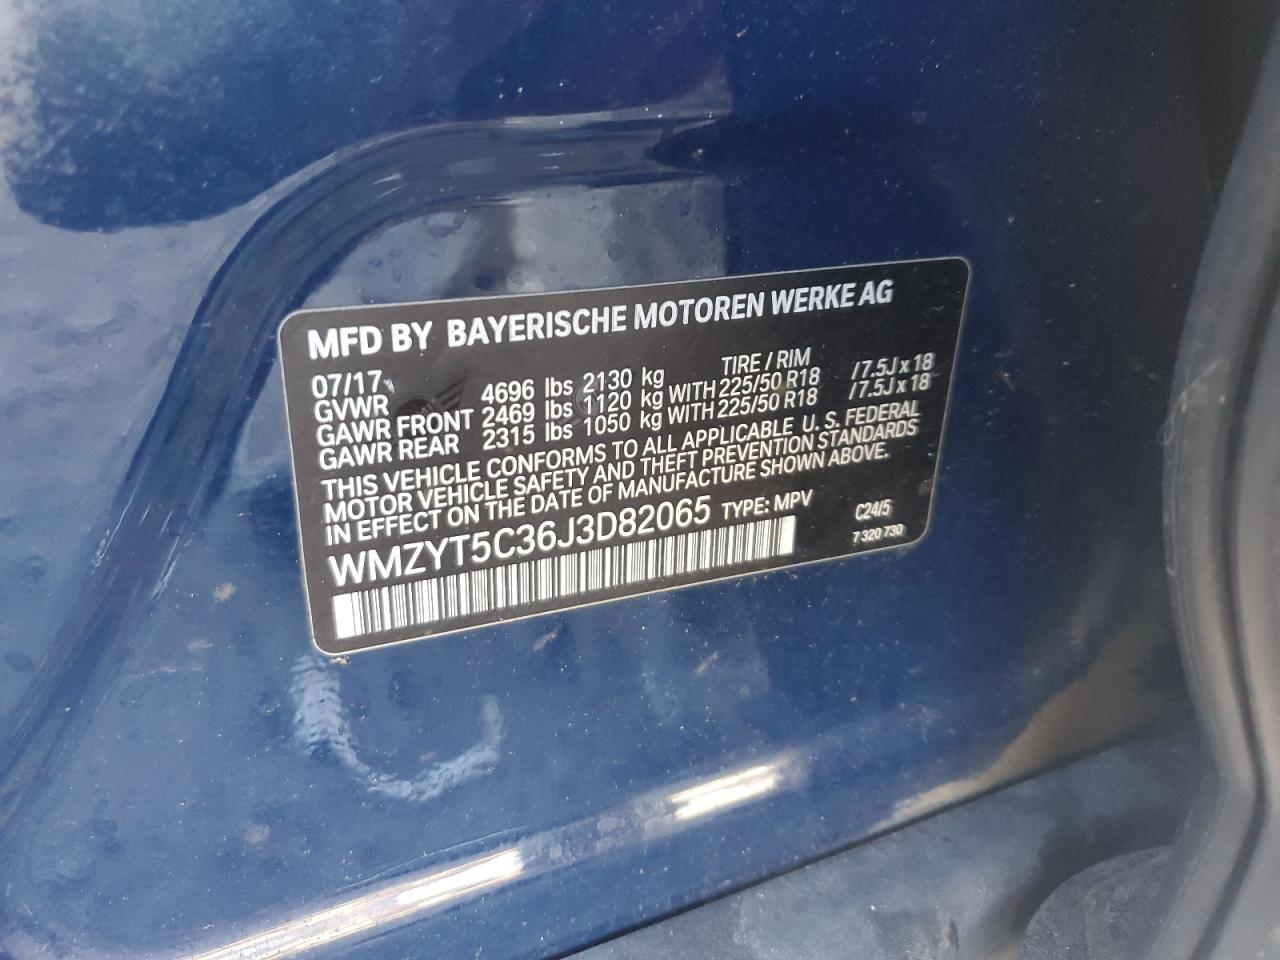 MFD BY BAYERISCHE MOTOREN WERKE AG
07/17 TIRE / RIM
GVWR 4696 lbs 2130 kg
GAWR FRONT 2469 lbs 1120 kg WITH 225/50 R18 /7.5J x 18
GAWR REAR 2315 lbs 1050 kg WITH 225/50 R18 /7.5J x 18
THIS VEHICLE CONFORMS TO ALL APPLICABLE U. S. FEDERAL
MOTOR VEHICLE SAFETY AND THEFT PREVENTION STANDARDS
IN EFFECT ON THE DATE OF MANUFACTURE SHOWN ABOVE.
WMZYT5C36J3D82065 TYPE: MPV C24/5
7 320 730